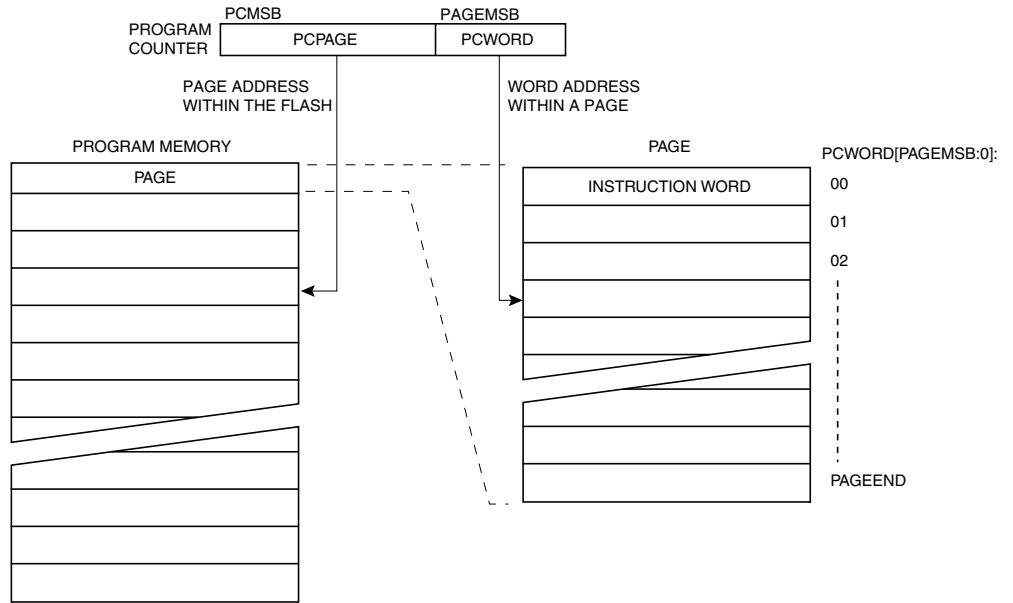 PCMSB
PAGEMSB
PROGRAM
COUNTER
PCPAGE
PCWORD
PAGE ADDRESS
WITHIN THE FLASH
WORD ADDRESS
WITHIN A PAGE
PROGRAM MEMORY
PAGE
PAGE
INSTRUCTION WORD
PCWORD[PAGEMSB:0]:
00
01
02
PAGEEND